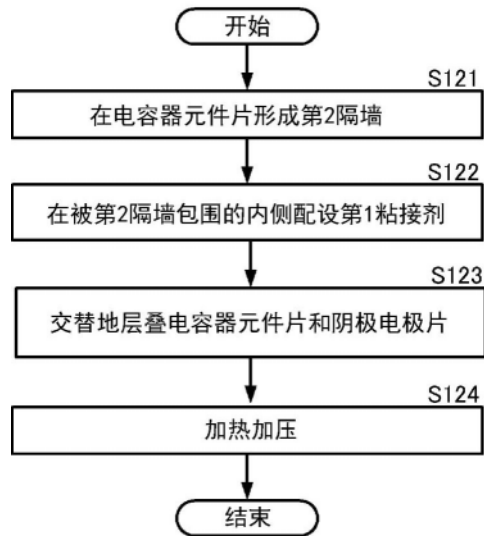 开始
S121
在电容器元件片形成第2隔墙
S122
在被第2隔墙包围的内侧配设第1粘接剂
S123
交替地层叠电容器元件片和阴极电极片
S124
加热加压
结束